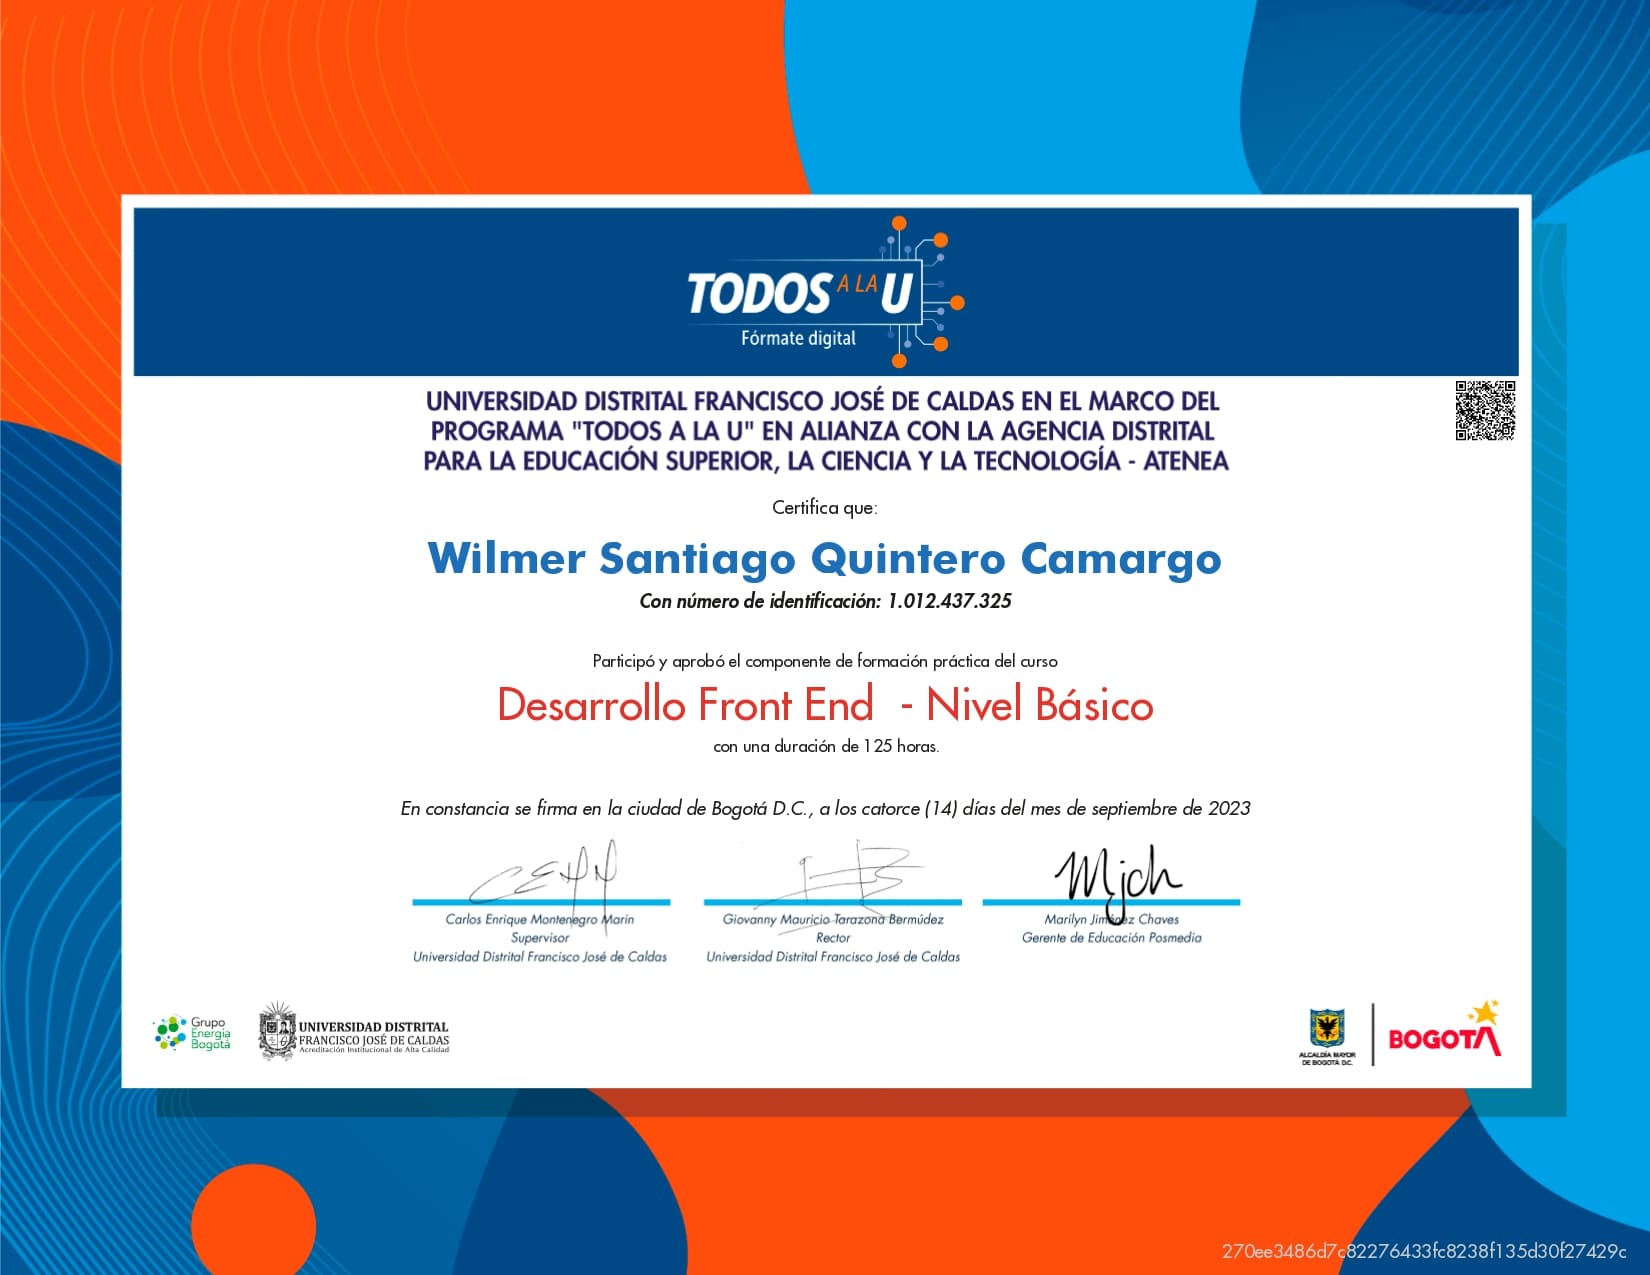 TODOS A LA U
Fórmate digital
UNIVERSIDAD DISTRITAL FRANCISCO JOSÉ DE CALDAS EN EL MARCO DEL
PROGRAMA "TODOS A LA U" EN ALIANZA CON LA AGENCIA DISTRITAL
PARA LA EDUCACIÓN SUPERIOR, LA CIENCIA Y LA TECNOLOGÍA - ATENEA
Certifica que:
Wilmer Santiago Quintero Camargo
Con número de identificación: 1.012.437.325
Participó y aprobó el componente de formación práctica del curso
Desarrollo Front End - Nivel Básico
con una duración de 125 horas.
En constancia se firma en la ciudad de Bogotá D.C., a los catorce (14) días del mes de septiembre de 2023
Carlos Enrique Montenegro Marin
Supervisor
Universidad Distrital Francisco José de Caldas
Giovanny Mauricio Tarazona Bermúdez
Rector
Universidad Distrital Francisco José de Caldas
Marilyn Jiménez Chaves
Gerente de Educación Posmedia
Grupo
Energía
Bogotá
UNIVERSIDAD DISTRITAL
FRANCISCO JOSÉ DE CALDAS
Acreditación Institucional de Alta Calidad
ALCALDÍA MAYOR
DE BOGOTÁ D.C.
BOGOTÁ
270ee3486d7c82276433fc8238f135d30f27429c